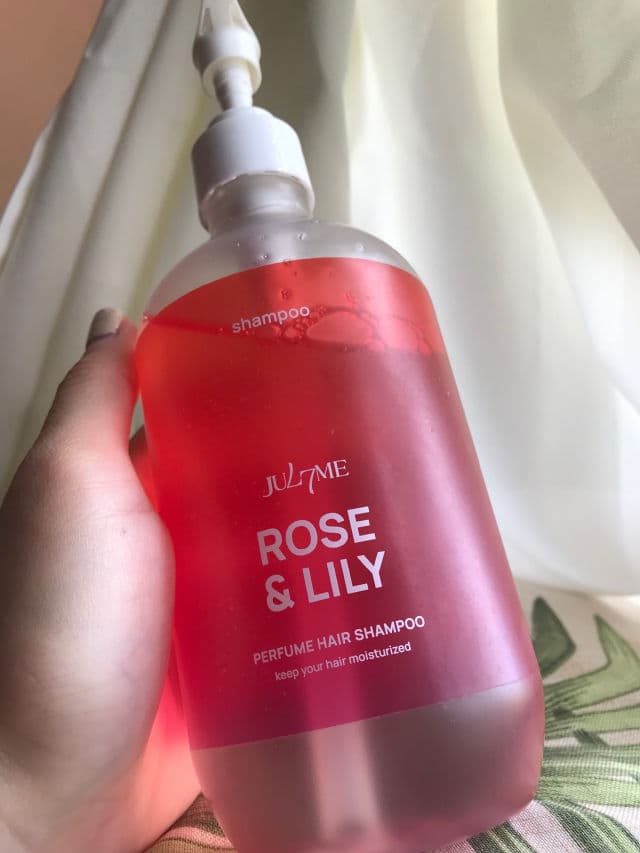 shampoo
JUL7ME
ROSE
& LILY
PERFUME HAIR SHAMPOO
keep your hair moisturized